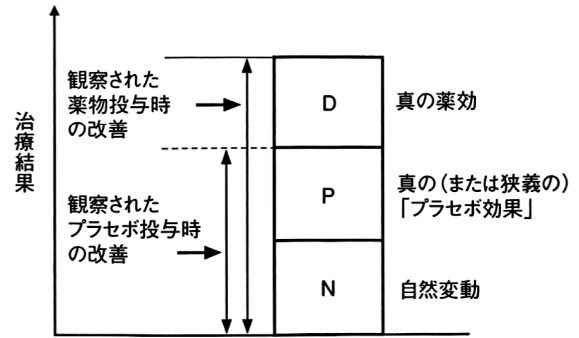 治療結果
観察された
薬物投与時
の改善
観察された
プラセボ投与時
の改善
D
真の薬効
P
真の(または狭義の)
「プラセボ効果」
N
自然変動